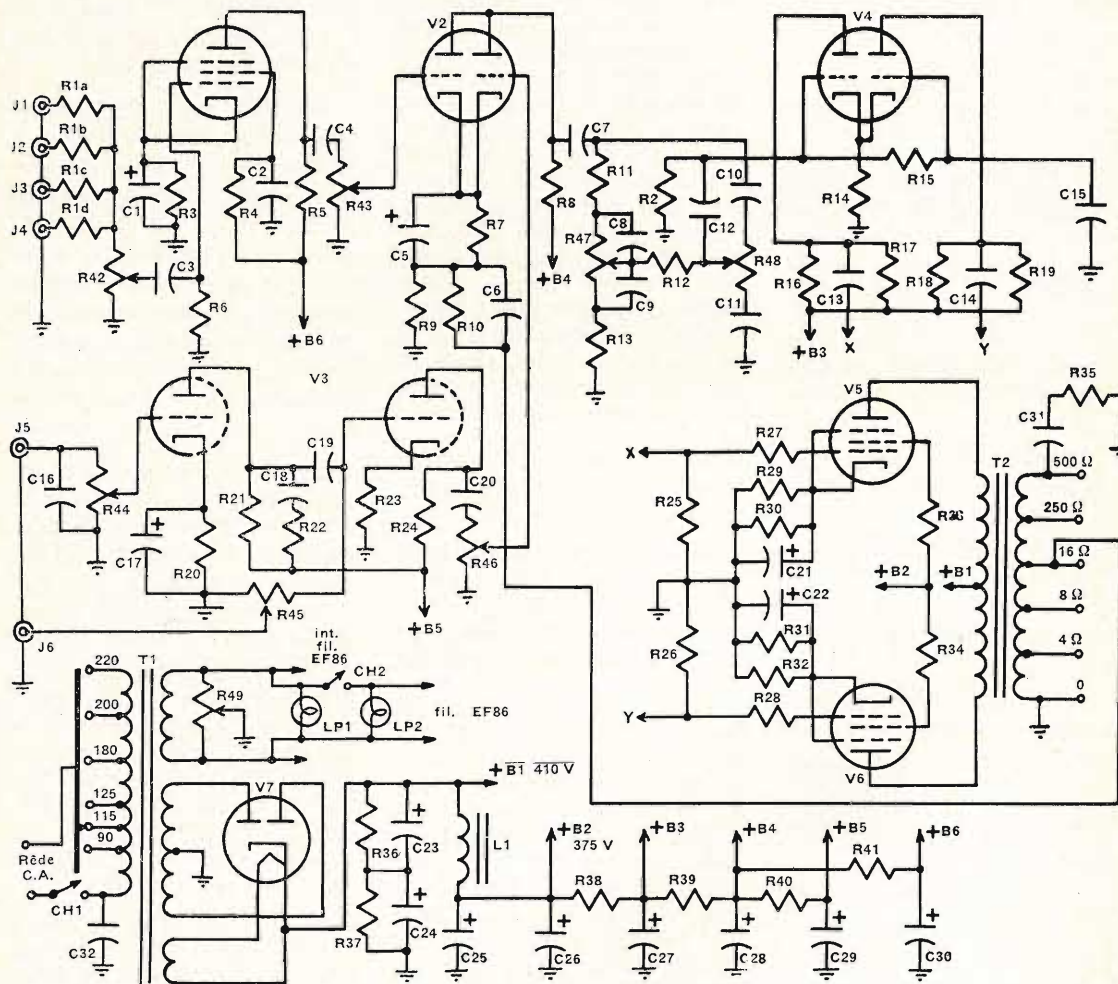 V2
V4
J1
R1a
J2
R1b
J3
R1c
J4
R1d
+
C1
R3
R4
C2
R5
C4
R43
R42
C3
R6
+B6
+
C5
R7
R9
R10
C6
C7
R8
+B4
R11
R47
C8
C9
R13
R2
C12
R12
C10
R48
C11
R14
R15
C15
R16
C13
R17
R18
C14
R19
+B3
X
Y
V3
J5
C16
R44
+
C17
R20
R21
C18
R22
C19
R23
R24
C20
R46
R45
+B5
J6
V5
X
R27
R25
R29
R30
+
C21
+
C22
R31
R26
R32
Y
R28
V6
R36
+B2
+B1
R34
T2
C31
R35
500 Ω
250 Ω
16 Ω
8 Ω
4 Ω
0
220
T1
200
180
125
115
90
Rêde
C.A.
CH1
C32
R49
int.
fil.
EF86
CH2
LP1
LP2
fil. EF86
V7
+B1 410 V
R36
+
C23
R37
+
C24
L1
+
C25
+B2
375 V
+
C26
R38
+B3
+
C27
R39
+B4
+
C28
R40
+B5
+
C29
R41
+B6
+
C30